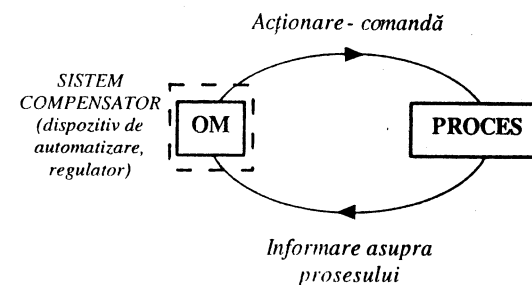 Acționare - comandă
SISTEM
COMPENSATOR
(dispozitiv de
automatizare,
regulator)
OM
PROCES
Informare asupra
prosesului